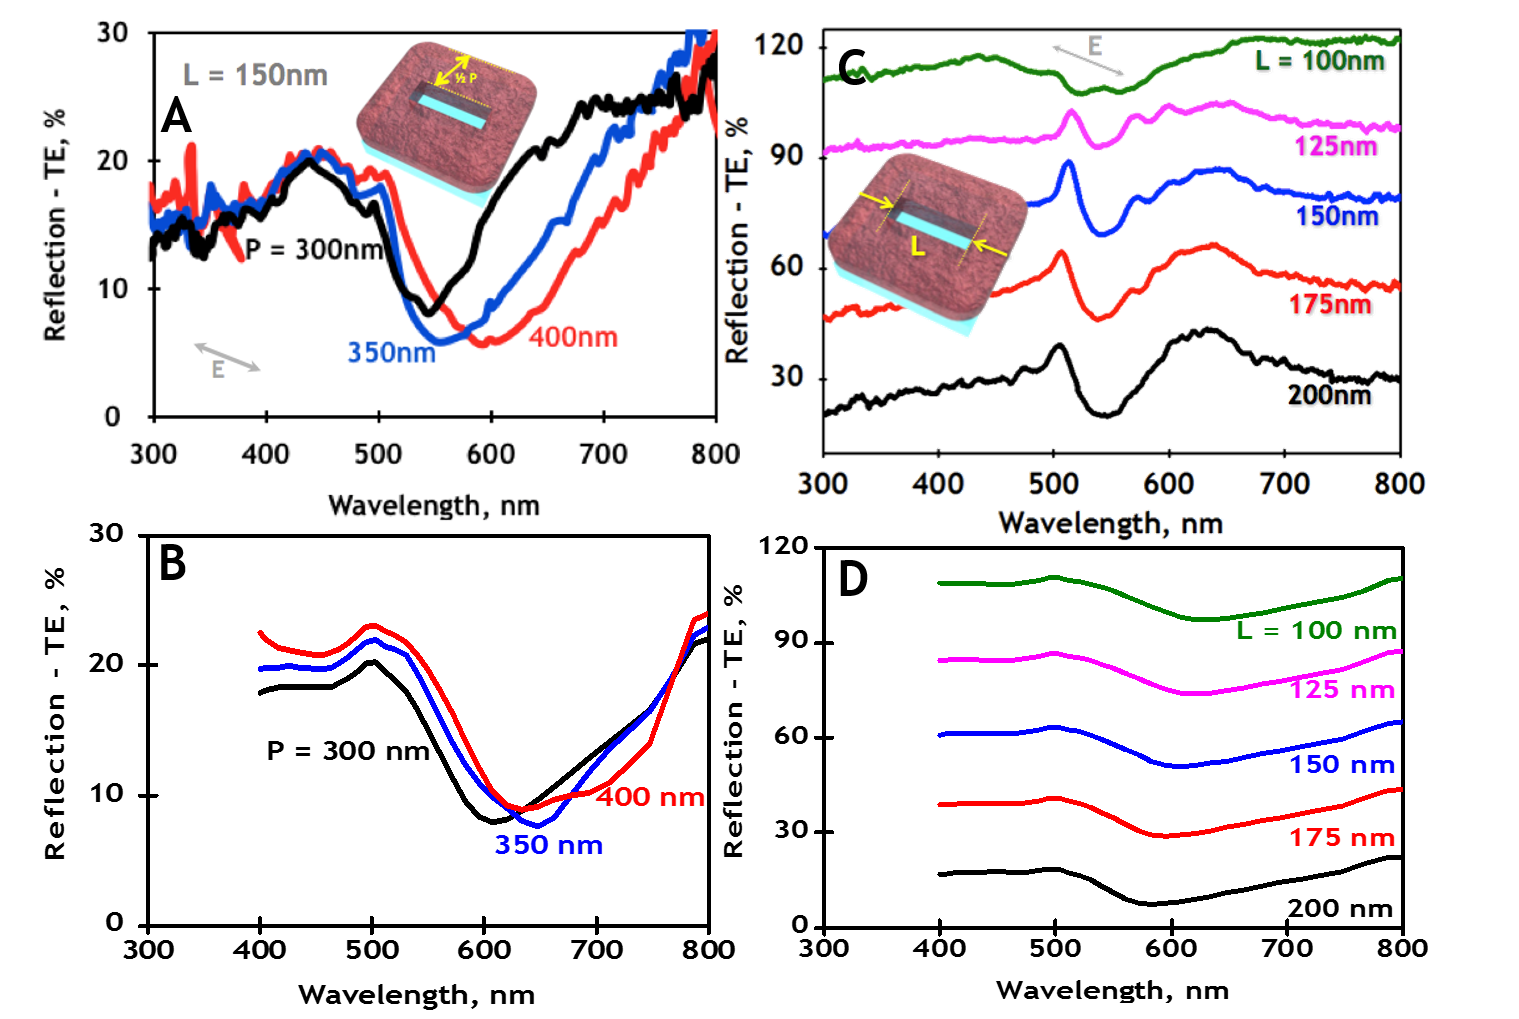 A
L = 150nm
½ P
P = 300nm
350nm
400nm
E
Reflection - TE, %
30
20
10
0
300 400 500 600 700 800
Wavelength, nm
C
E
L = 100nm
125nm
150nm
L
175nm
200nm
Reflection - TE, %
120
90
60
30
300 400 500 600 700 800
Wavelength, nm
B
P = 300 nm
400 nm
350 nm
Reflection - TE, %
30
20
10
0
300 400 500 600 700 800
Wavelength, nm
D
L = 100 nm
125 nm
150 nm
175 nm
200 nm
Reflection - TE, %
120
90
60
30
0
300 400 500 600 700 800
Wavelength, nm